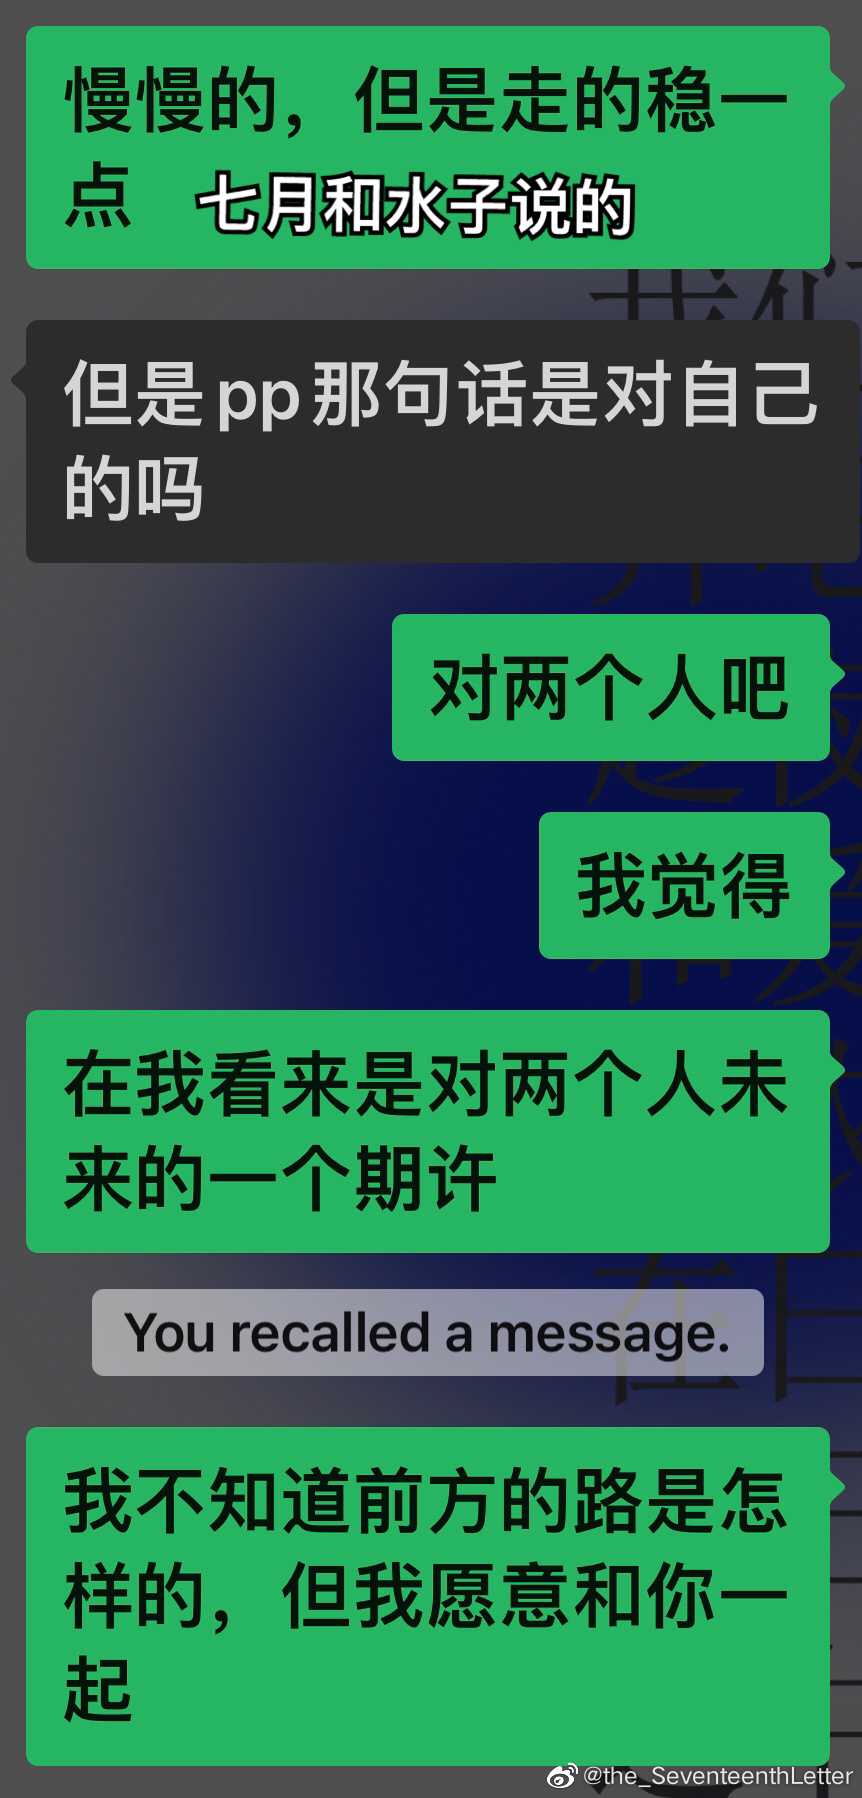 慢慢的，但是走的稳一
点
七月和水子说的
但是pp那句话是对自己
的吗
对两个人吧
我觉得
在我看来是对两个人未
来的一个期许
You recalled a message.
我不知道前方的路是怎
样的，但我愿意和你一
起
@the_SeventeenthLetter